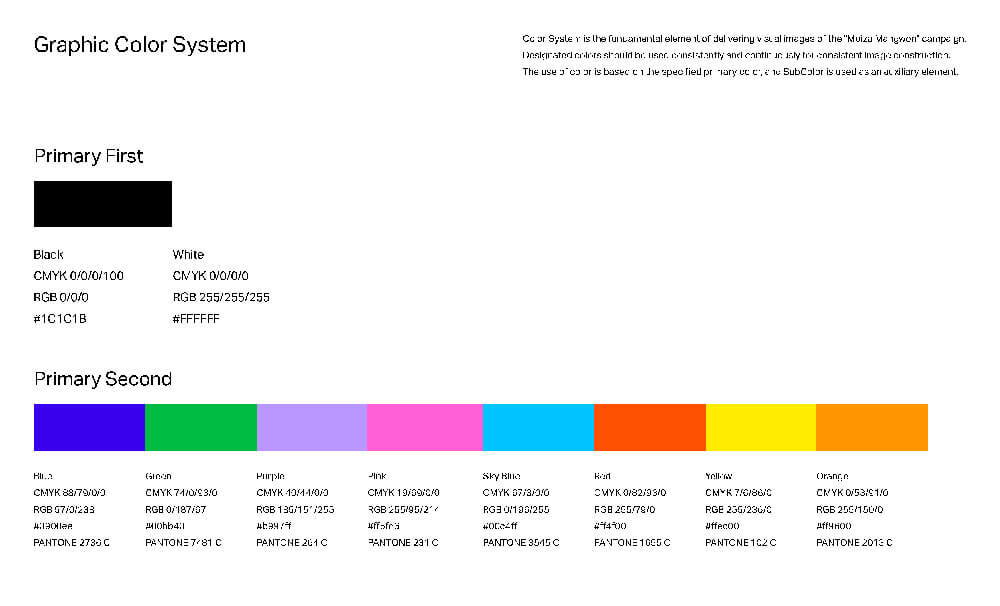 Graphic Color System
Color System is the fundamental element of delivering visual images of the "Moiza Mangwon" campaign.
Designated colors should be used consistently and continuously for consistent image construction.
The use of color is based on the specified primary color, and SubColor is used as an auxiliary element.
Primary First
Black
CMYK 0/0/0/100
RGB 0/0/0
#1C1C1B
White
CMYK 0/0/0/0
RGB 255/255/255
#FFFFFF
Primary Second
Blue
CMYK 83/79/0/0
RGB 57/0/238
#3900ee
PANTONE 2736 C
Green
CMYK 74/0/93/0
RGB 0/187/67
#00bb43
PANTONE 7481 C
Purple
CMYK 40/44/0/0
RGB 185/151/255
#b997ff
PANTONE 264 C
Pink
CMYK 19/69/0/0
RGB 255/95/214
PANTONE 231 C
Sky Blue
CMYK 67/3/0/0
RGB 0/196/255
#00c4ff
PANTONE 3545 C
Red
CMYK 0/82/93/0
RGB 255/79/0
#ff4f00
PANTONE 1655 C
Yellow
CMYK 7/6/86/0
RGB 255/236/0
#ffec00
PANTONE 102 C
Orange
CMYK 0/53/91/0
RGB 255/150/0
#ff9600
PANTONE 2013 C